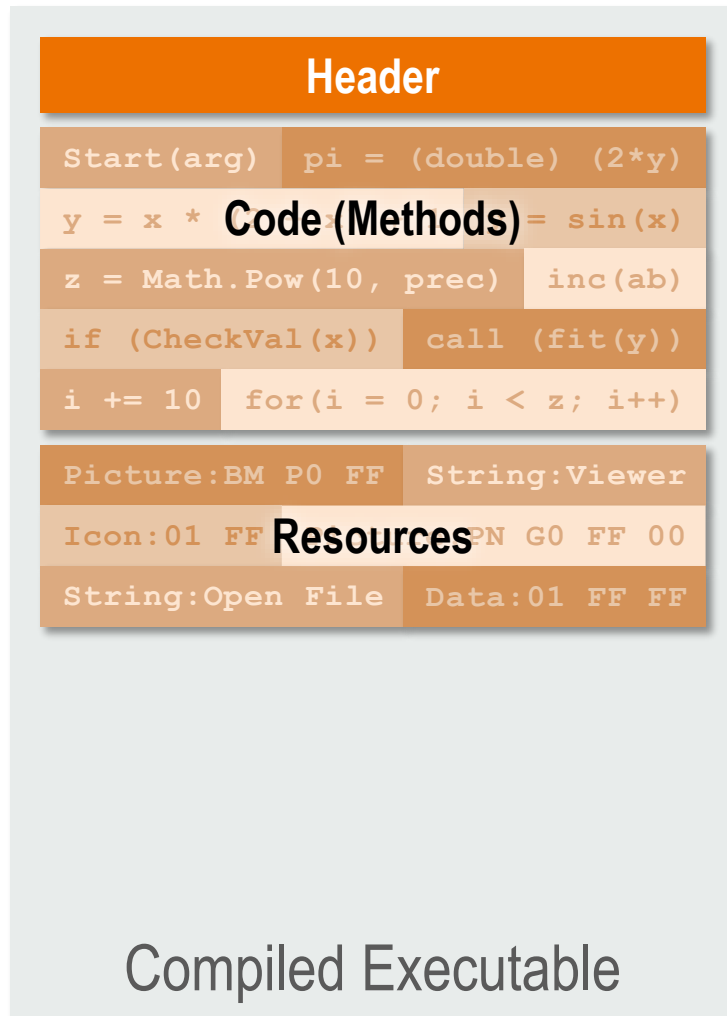 Header
Start(arg) pi = (double) (2*y)
y = x * = sin(x)
Code (Methods)
z = Math.Pow(10, prec) inc(ab)
if (CheckVal(x)) call (fit(y))
i += 10 for(i = 0; i < z; i++)
Picture:BM P0 FF String:Viewer
Icon:01 FF PN G0 FF 00
Resources
String:Open File Data:01 FF FF
Compiled Executable